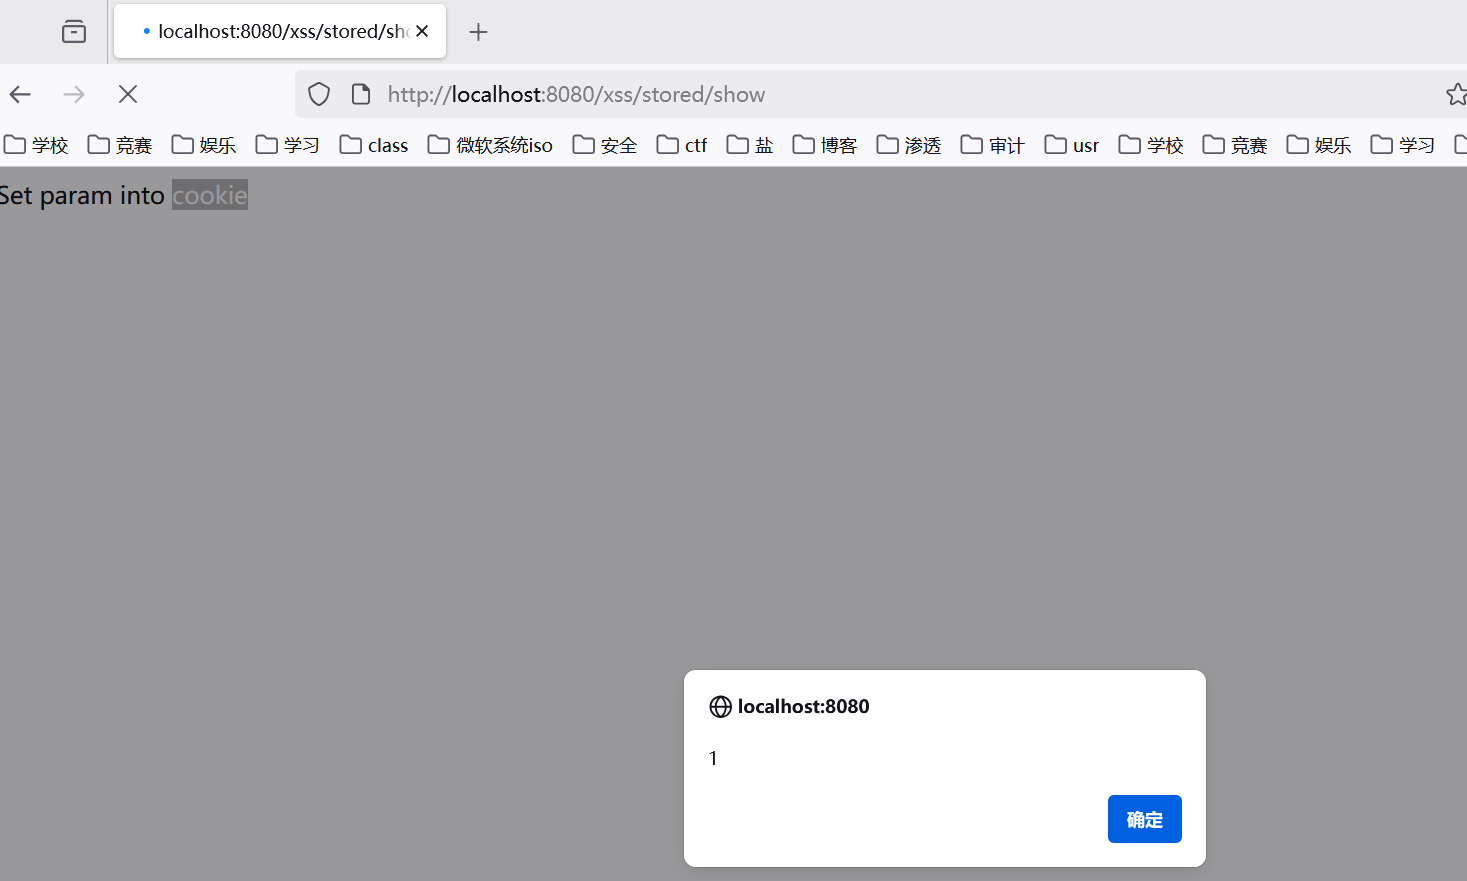 localhost:8080/xss/stored/sh
http://localhost:8080/xss/stored/show
学校 竞赛 娱乐 学习 class 微软系统iso 安全 ctf 盐 博客 渗透 审计 usr 学校 竞赛 娱乐 学习
Set param into cookie
localhost:8080
1
确定